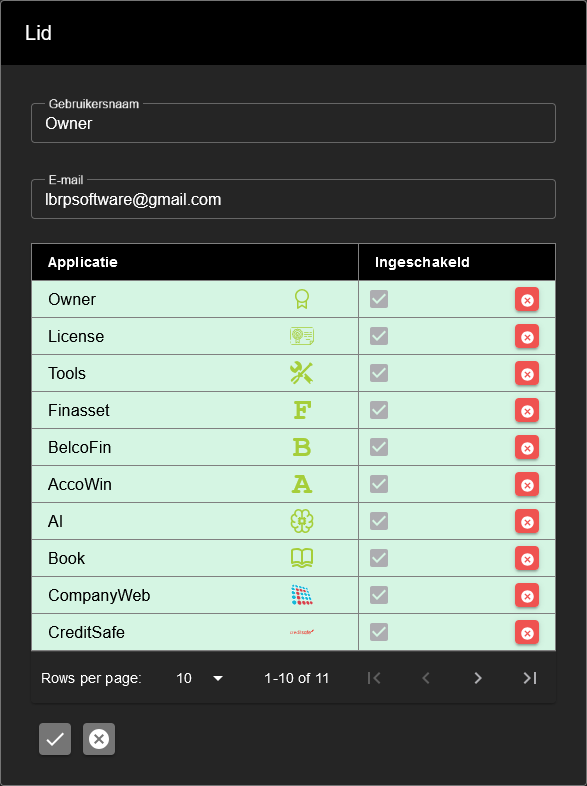 Lid
Gebruikersnaam
Owner
E-mail
lbrpsoftware@gmail.com
Applicatie Ingeschakeld
Owner
License
Tools
Finasset F
BelcoFin B
AccoWin A
AI
Book
CompanyWeb
CreditSafe creditsafe
Rows per page: 10 1-10 of 11